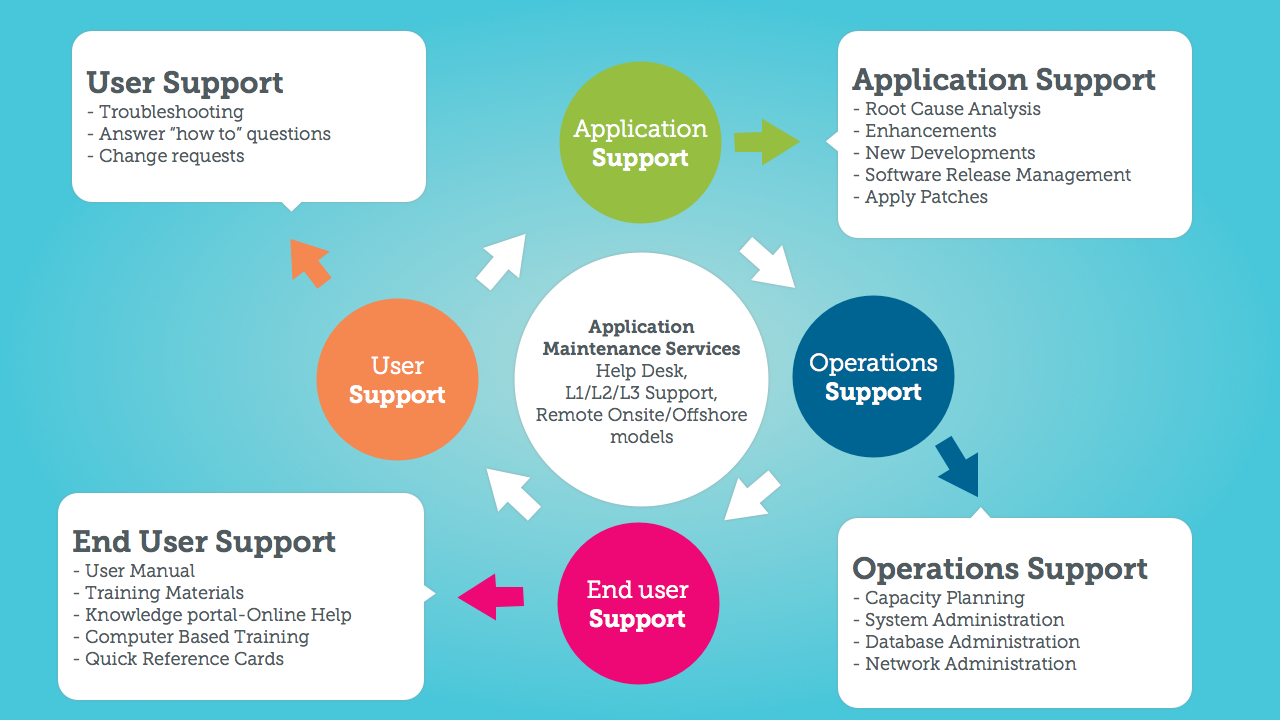 User Support
- Troubleshooting
- Answer “how to” questions
- Change requests
Application
Support
Application Support
- Root Cause Analysis
- Enhancements
- New Developments
- Software Release Management
- Apply Patches
User
Support
Application
Maintenance Services
Help Desk,
L1/L2/L3 Support,
Remote Onsite/Offshore
models
Operations
Support
End User Support
- User Manual
- Training Materials
- Knowledge portal-Online Help
- Computer Based Training
- Quick Reference Cards
End user
Support
Operations Support
- Capacity Planning
- System Administration
- Database Administration
- Network Administration